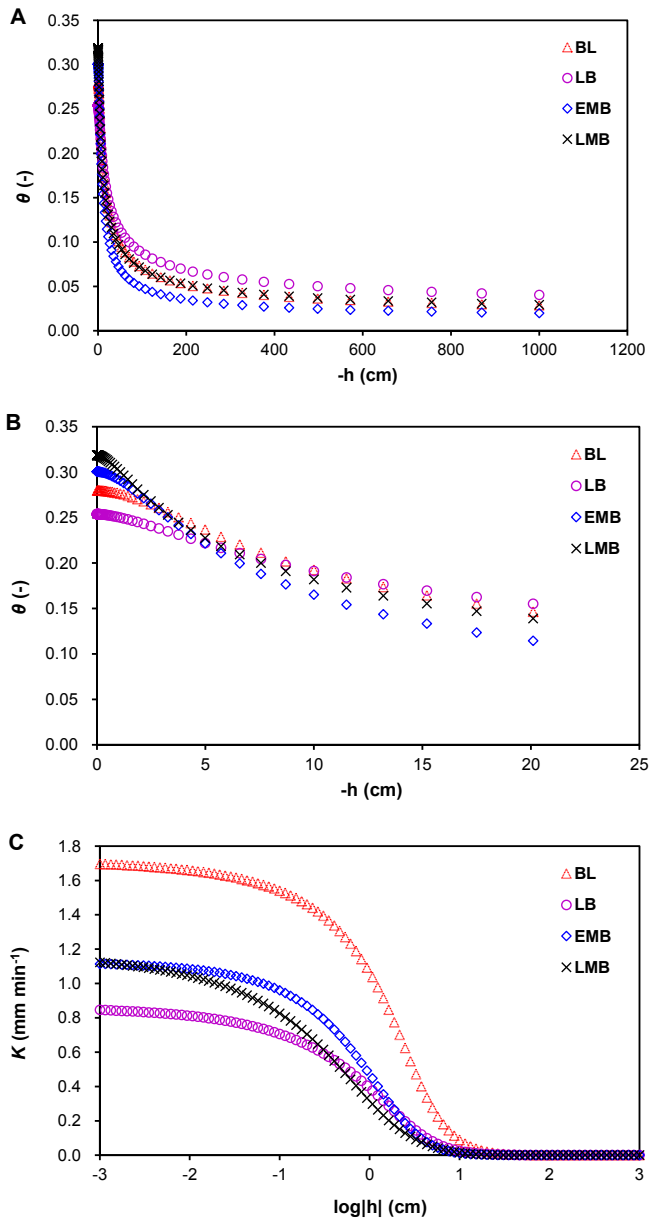 A
0.35
0.30
0.25
0.20
0.15
0.10
0.05
0.00
θ (-)
0 200 400 600 800 1000 1200
-h (cm)
BL
LB
EMB
LMB
B
0.35
0.30
0.25
0.20
0.15
0.10
0.05
0.00
θ (-)
0 5 10 15 20 25
-h (cm)
BL
LB
EMB
LMB
C
1.8
1.6
1.4
1.2
1.0
0.8
0.6
0.4
0.2
0.0
K (mm min⁻¹)
-3 -2 -1 0 1 2 3
log|h| (cm)
BL
LB
EMB
LMB